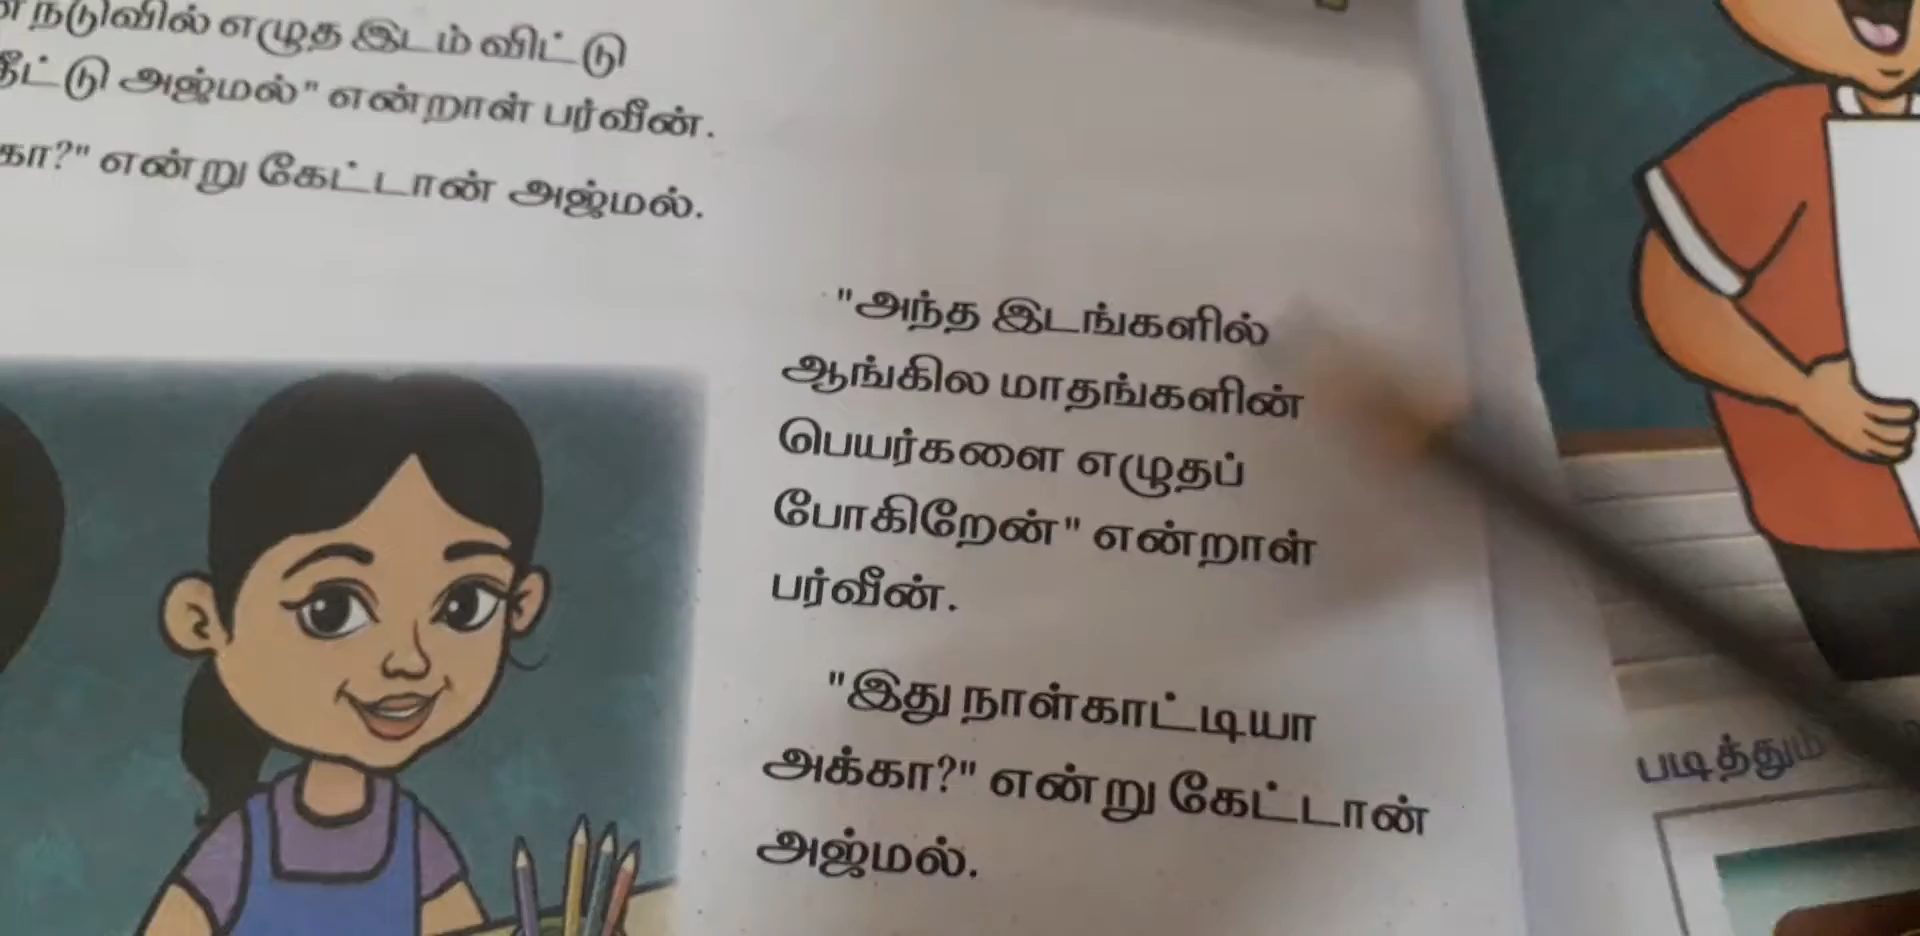 நடுவில் எழுத இடம் விட்டு
அஜ்மல்" என்றாள் பர்வீன்.
என்று கேட்டான் அஜ்மல்.
"அந்த இடங்களில்
ஆங்கில மாதங்களின்
பெயர்களை எழுதப்
போகிறேன்" என்றாள்
பர்வீன்.
"இது நாள்காட்டியா
அக்கா?" என்று கேட்டான்
அஜ்மல்.
படித்தும்